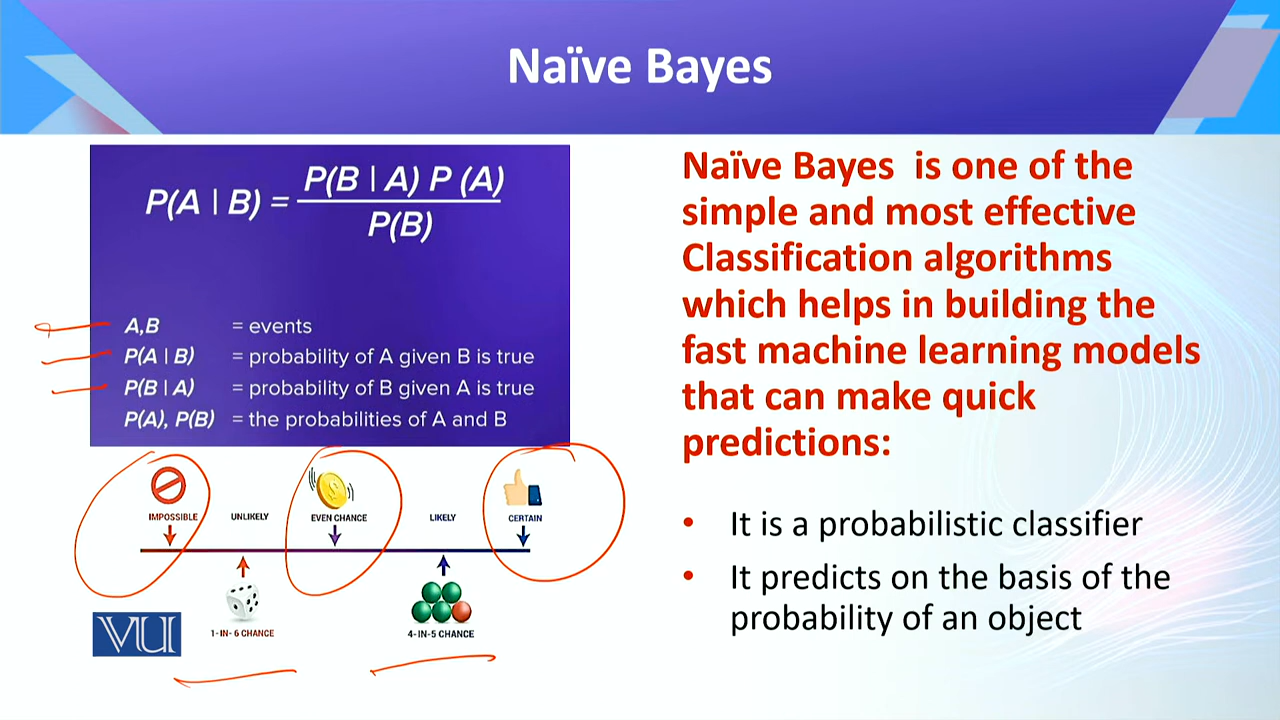 Naïve Bayes
P(A | B) = P(B | A) P (A)
P(B)
A,B = events
P(A | B) = probability of A given B is true
P(B | A) = probability of B given A is true
P(A), P(B) = the probabilities of A and B
IMPOSSIBLE UNLIKELY EVEN CHANCE LIKELY CERTAIN
1-IN-6 CHANCE 4-IN-5 CHANCE
VU
Naïve Bayes is one of the
simple and most effective
Classification algorithms
which helps in building the
fast machine learning models
that can make quick
predictions:
• It is a probabilistic classifier
• It predicts on the basis of the
probability of an object